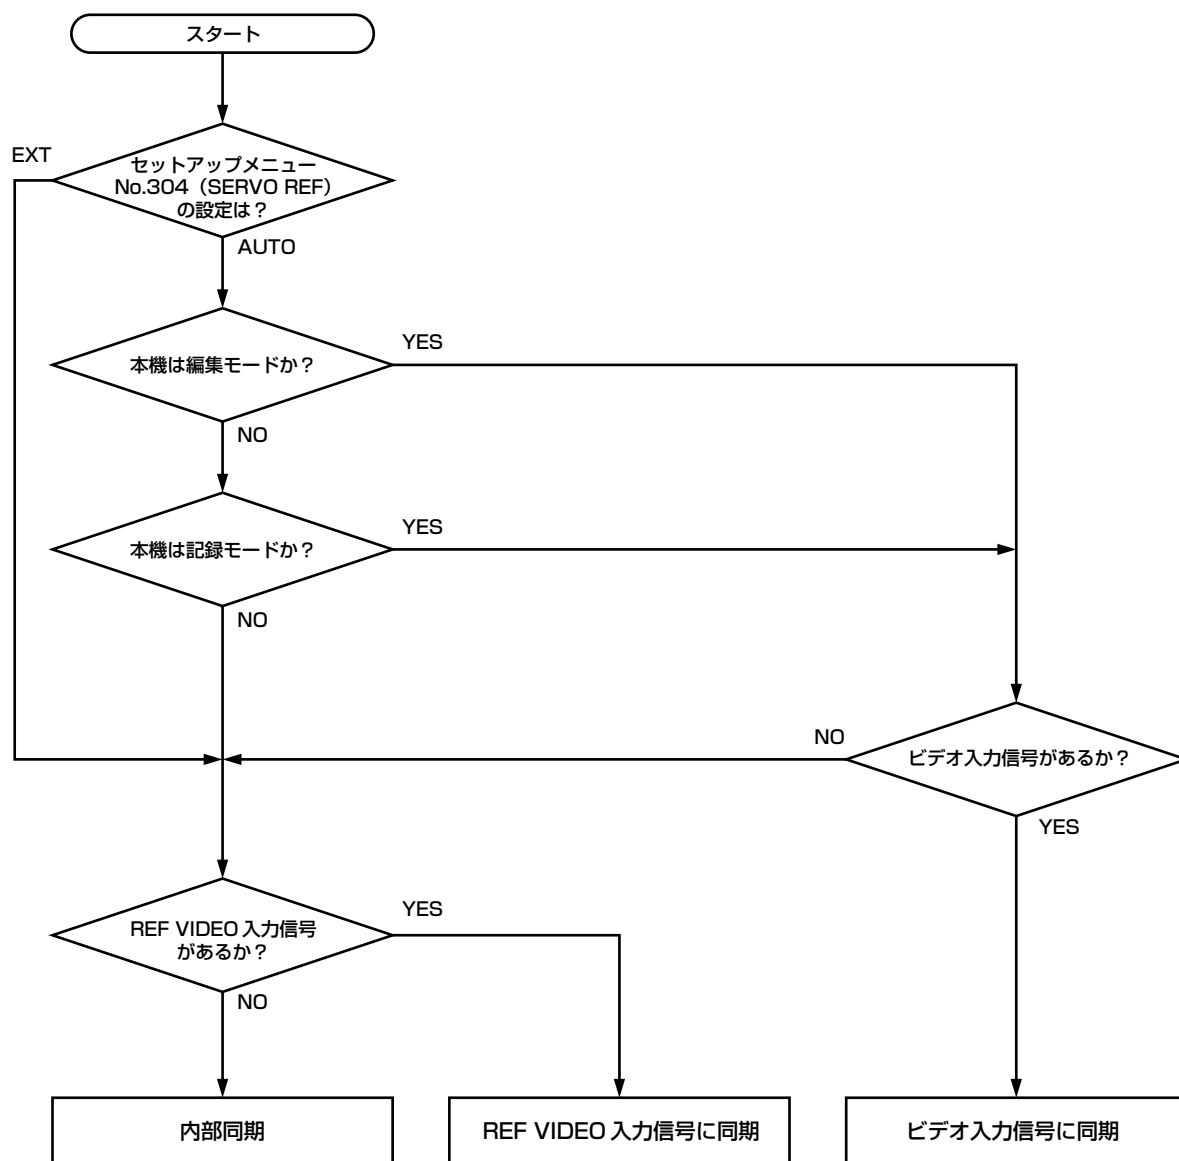 スタート
EXT
セットアップメニュー
No.304（SERVO REF）
の設定は？
AUTO
本機は編集モードか？
YES
NO
本機は記録モードか？
YES
NO
NO
ビデオ入力信号があるか？
YES
REF VIDEO 入力信号
があるか？
YES
NO
内部同期
REF VIDEO 入力信号に同期
ビデオ入力信号に同期